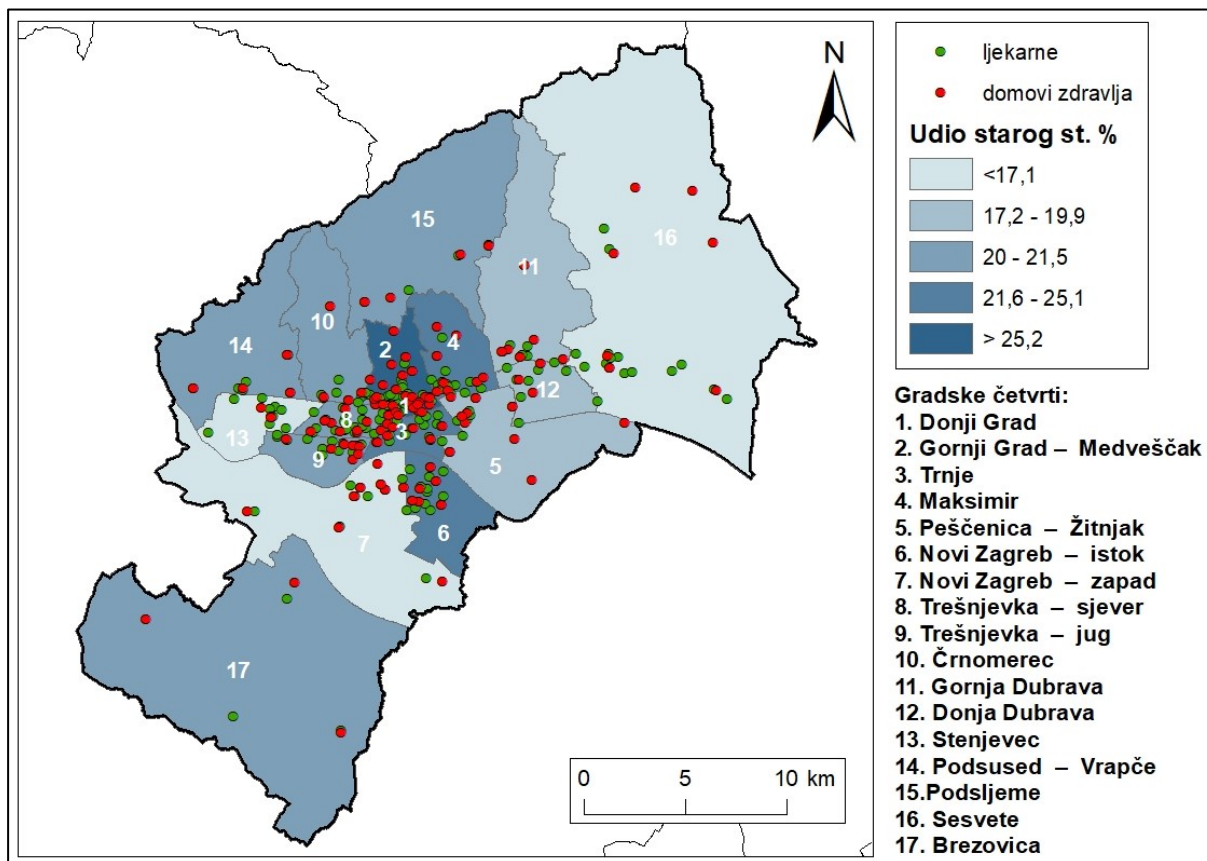 N
ljekarne
domovi zdravlja
Udio starog st. %
<17,1
17,2 - 19,9
20 - 21,5
21,6 - 25,1
> 25,2
Gradske četvrti:
1. Donji Grad
2. Gornji Grad – Medveščak
3. Trnje
4. Maksimir
5. Peščenica – Žitnjak
6. Novi Zagreb – istok
7. Novi Zagreb – zapad
8. Trešnjevka – sjever
9. Trešnjevka – jug
10. Črnomerec
11. Gornja Dubrava
12. Donja Dubrava
13. Stenjevec
14. Podsused – Vrapče
15.Podsljeme
16. Sesvete
17. Brezovica
15
16
11
10
2
4
14
12
1
8
3
13
9
5
6
7
17
0 5 10 km